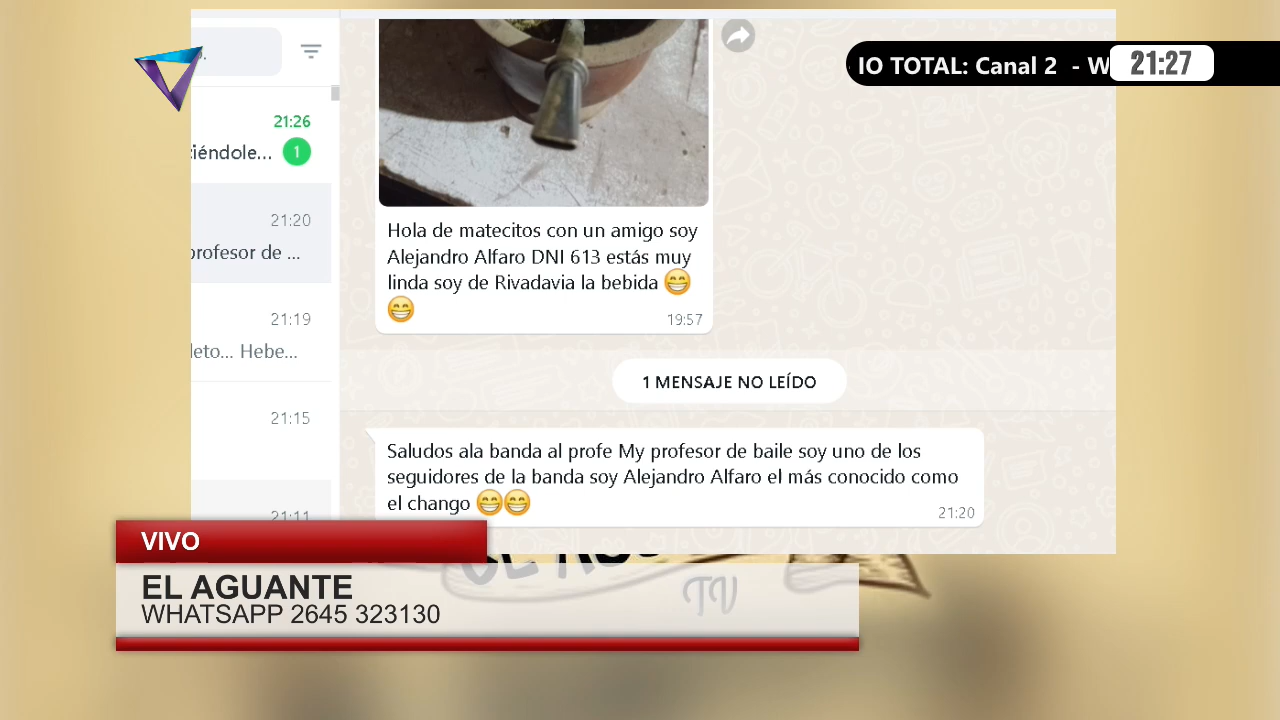 IO TOTAL: Canal 2 - W
21:27
21:26
ciéndole... 1
21:20
profesor de ...
21:19
leto... Hebe...
21:15
21:11
Hola de matecitos con un amigo soy
Alejandro Alfaro DNI 613 estás muy
linda soy de Rivadavia la bebida 😁
😁
19:57
1 MENSAJE NO LEÍDO
Saludos ala banda al profe My profesor de baile soy uno de los
seguidores de la banda soy Alejandro Alfaro el más conocido como
el chango 😁😁
21:20
VIVO
EL AGUANTE
WHATSAPP 2645 323130
TV